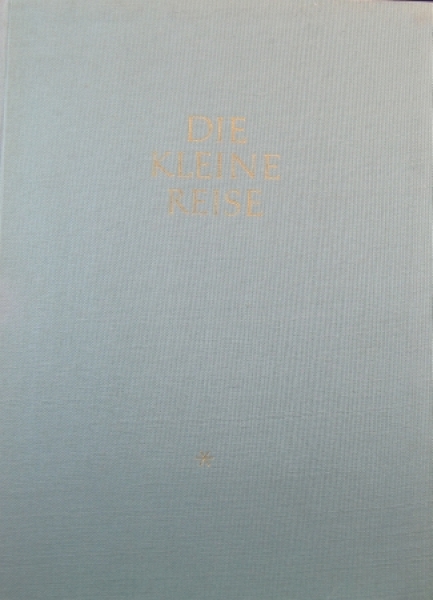 DIE
KLEINE
REISE
*